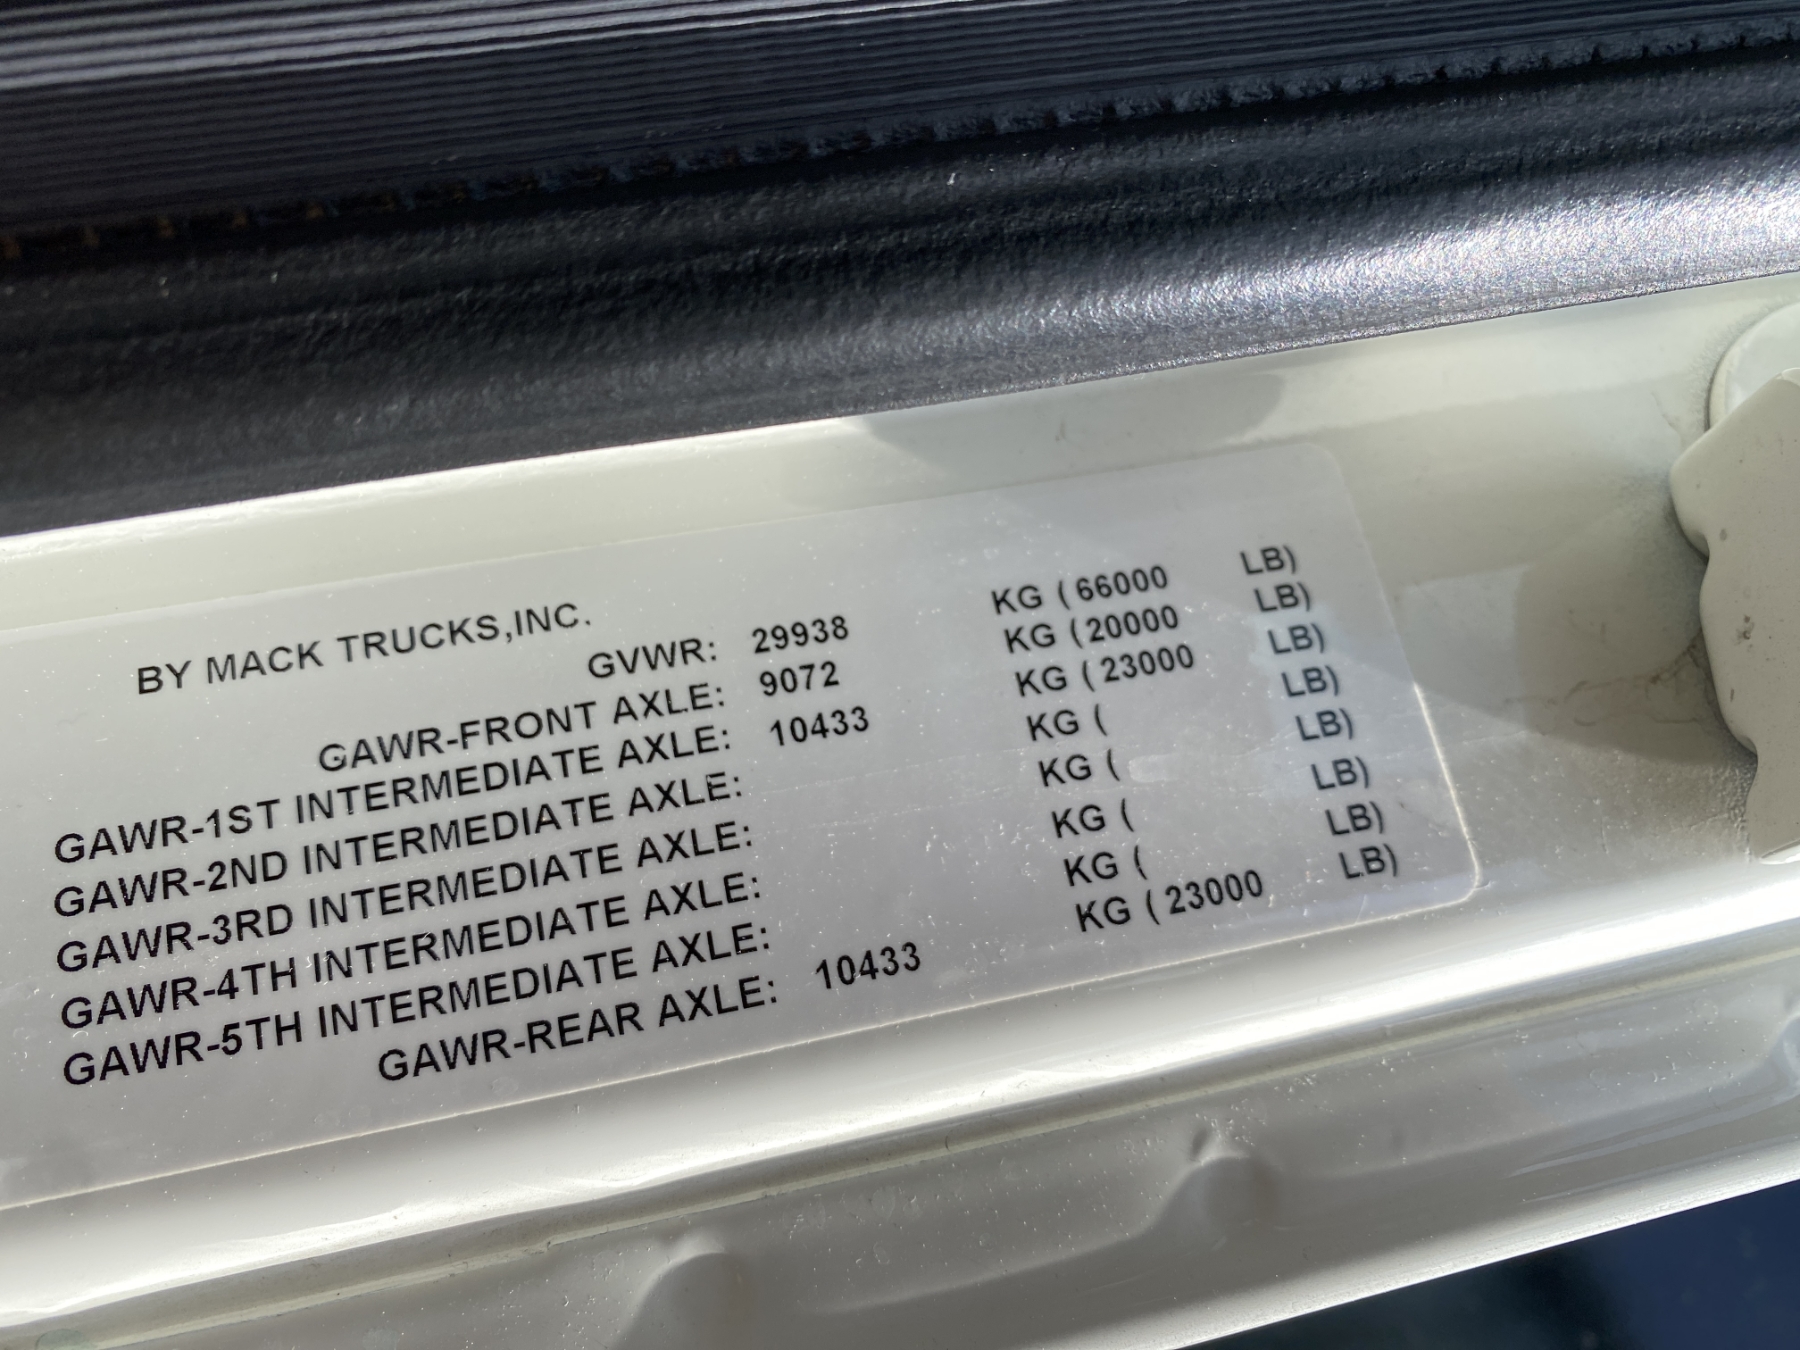 BY MACK TRUCKS,INC.
GVWR: 29938 KG (66000 LB)
GAWR-FRONT AXLE: 9072 KG (20000 LB)
GAWR-1ST INTERMEDIATE AXLE: 10433 KG (23000 LB)
GAWR-2ND INTERMEDIATE AXLE: KG ( LB)
GAWR-3RD INTERMEDIATE AXLE: KG ( LB)
GAWR-4TH INTERMEDIATE AXLE: KG ( LB)
GAWR-5TH INTERMEDIATE AXLE: KG ( LB)
GAWR-REAR AXLE: 10433 KG (23000 LB)